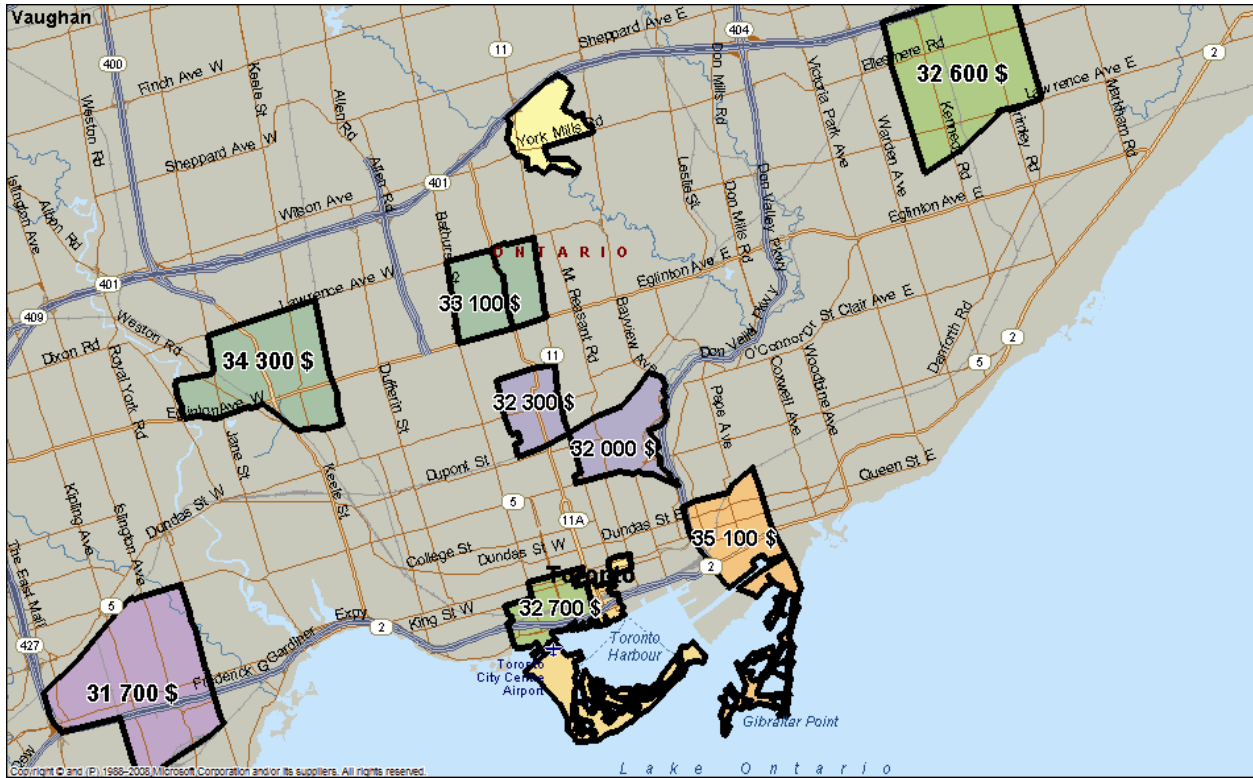 Vaughan
400
11
Sheppard Ave E
404
2
Finch Ave W
Keele St
Weston Rd
Allen Rd
Don Mills Rd
Victoria Park Ave
Ellesmere Rd
32 600 $
Lawrence Ave E
Markham Rd
York Mills Rd
Sheppard Ave W
Warden Ave
Kennedy Rd
Brimley Rd
Islington Ave
Albion Rd
Wilson Ave
401
Allen Rd
Bathurst
Leslie St
Don Mills Rd
Don Valley Pkwy
Eglinton Ave E
ONTARIO
401
409
Lawrence Ave W
33 100 $
Mt Pleasant Rd
Bayview Ave
Eglinton Ave E
St Clair Ave E
Weston Rd
Dixon Rd
Royal York Rd
34 300 $
Eglinton Ave W
Jane St
Dufferin St
11
Don Valley Pkwy
O'Connor Dr
Danforth Rd
2
5
32 300 $
32 000 $
Pape Ave
Coxwell Ave
Woodbine Ave
Dupont St
Keele St
Queen St E
Kipling Ave
Islington Ave
Dundas St W
5
11A
Dundas St E
35 100 $
College St
Dundas St W
2
Toronto
32 700 $
The East Mall
5
427
King St W
Expy
2
Frederick G Gardiner
31 700 $
Toronto
Harbour
Toronto
City Centre
Airport
Gibraltar Point
Lake Ontario
Copyright © and (P) 1988–2006 Microsoft Corporation and/or its suppliers. All rights reserved.